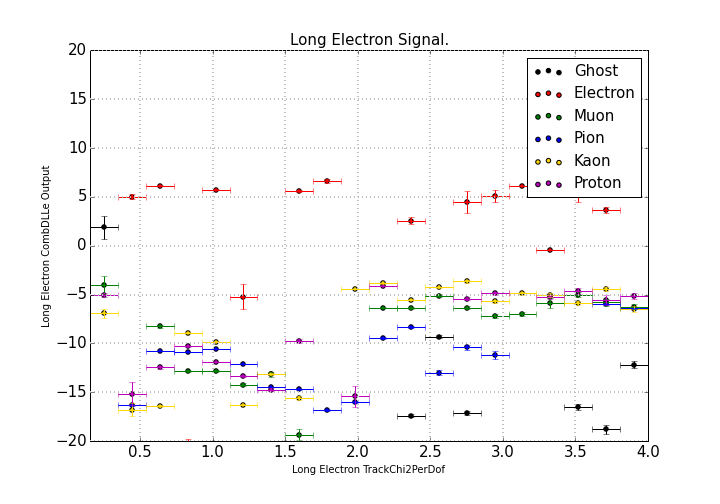 Long Electron Signal.
20
15
10
5
0
−5
−10
−15
−20
Long Electron CombDLLe Output
Ghost
Electron
Muon
Pion
Kaon
Proton
0.5 1.0 1.5 2.0 2.5 3.0 3.5 4.0
Long Electron TrackChi2PerDof